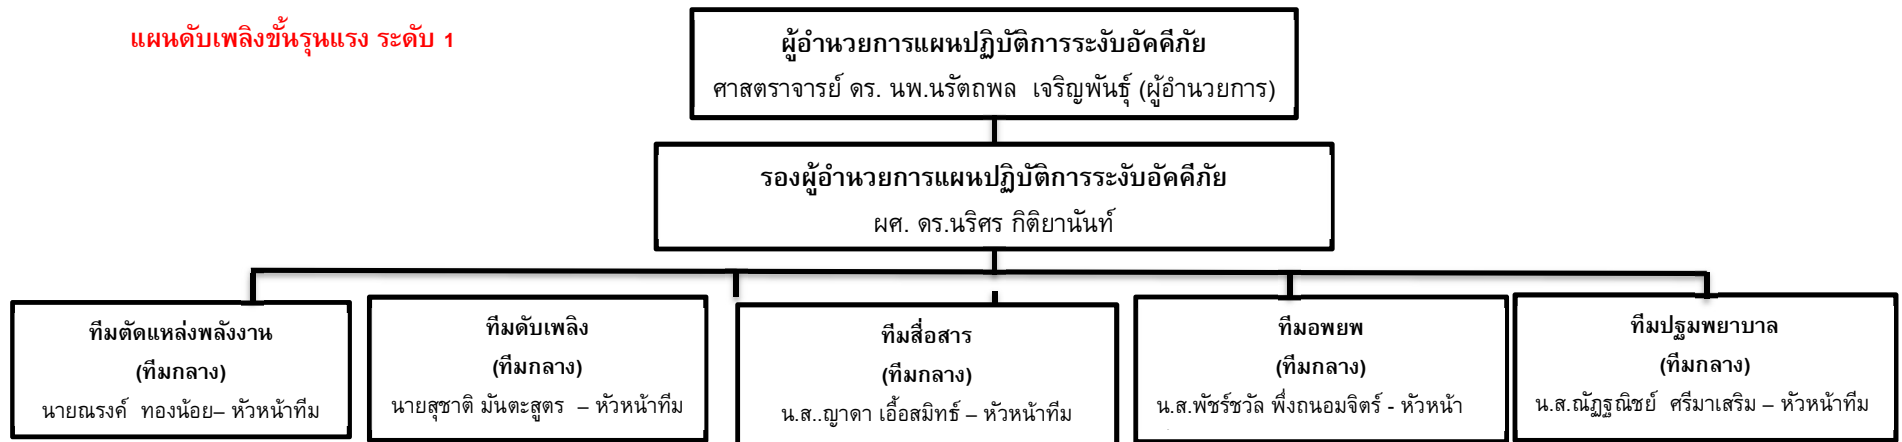 แผนดับเพลิงขั้นรุนแรง ระดับ 1
ผู้อำนวยการแผนปฏิบัติการระงับอัคคีภัย
ศาสตราจารย์ ดร. นพ.นรัตถพล เจริญพันธุ์ (ผู้อำนวยการ)
รองผู้อำนวยการแผนปฏิบัติการระงับอัคคีภัย
ผศ. ดร.นริศร กิติยานันท์
ทีมตัดแหล่งพลังงาน
(ทีมกลาง)
นายณรงค์ ทองน้อย– หัวหน้าทีม
ทีมดับเพลิง
(ทีมกลาง)
นายสุชาติ มันตะสูตร – หัวหน้าทีม
ทีมสื่อสาร
(ทีมกลาง)
น.ส..ญาดา เอื้อสมิทธ์ – หัวหน้าทีม
ทีมอพยพ
(ทีมกลาง)
น.ส.พัชร์ชวัล พึ่งถนอมจิตร์ - หัวหน้า
ทีมปฐมพยาบาล
(ทีมกลาง)
น.ส.ณัฏฐณิชย์ ศรีมาเสริม – หัวหน้าทีม